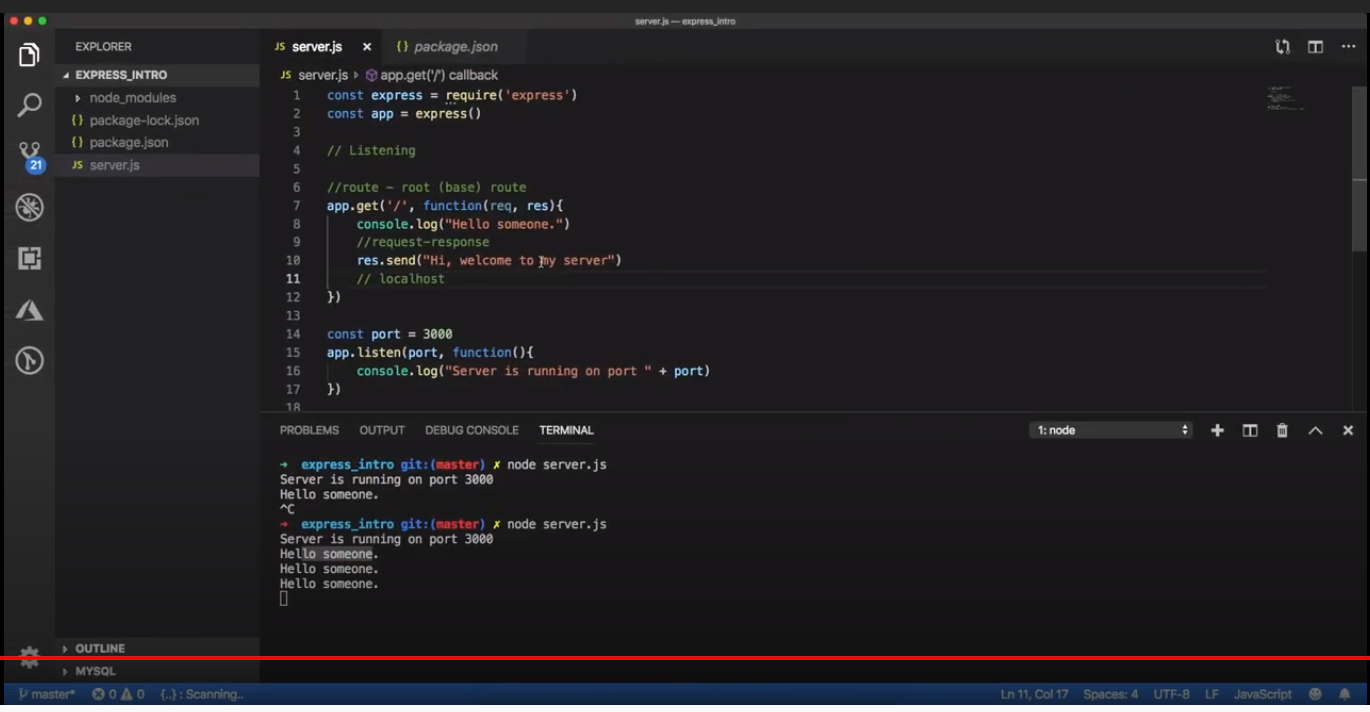 server.js — express_intro
EXPLORER
JS server.js ×
{} package.json
EXPRESS_INTRO
JS server.js app.get('/') callback
node_modules
{} package-lock.json
{} package.json
JS server.js
21
1 const express = require('express')
2 const app = express()
3
4 // Listening
5
6 //route - root (base) route
7 app.get('/', function(req, res){
8 console.log("Hello someone.")
9 //request-response
10 res.send("Hi, welcome to my server")
11 // localhost
12 })
13
14 const port = 3000
15 app.listen(port, function(){
16 console.log("Server is running on port " + port)
17 })
18
PROBLEMS OUTPUT DEBUG CONSOLE TERMINAL 1: node
→ express_intro git:(master) ✗ node server.js
Server is running on port 3000
Hello someone.
^C
→ express_intro git:(master) ✗ node server.js
Server is running on port 3000
Hello someone.
Hello someone.
Hello someone.
OUTLINE
MYSQL
master* 0 0 {..} : Scanning.. Ln 11, Col 17 Spaces: 4 UTF-8 LF JavaScript